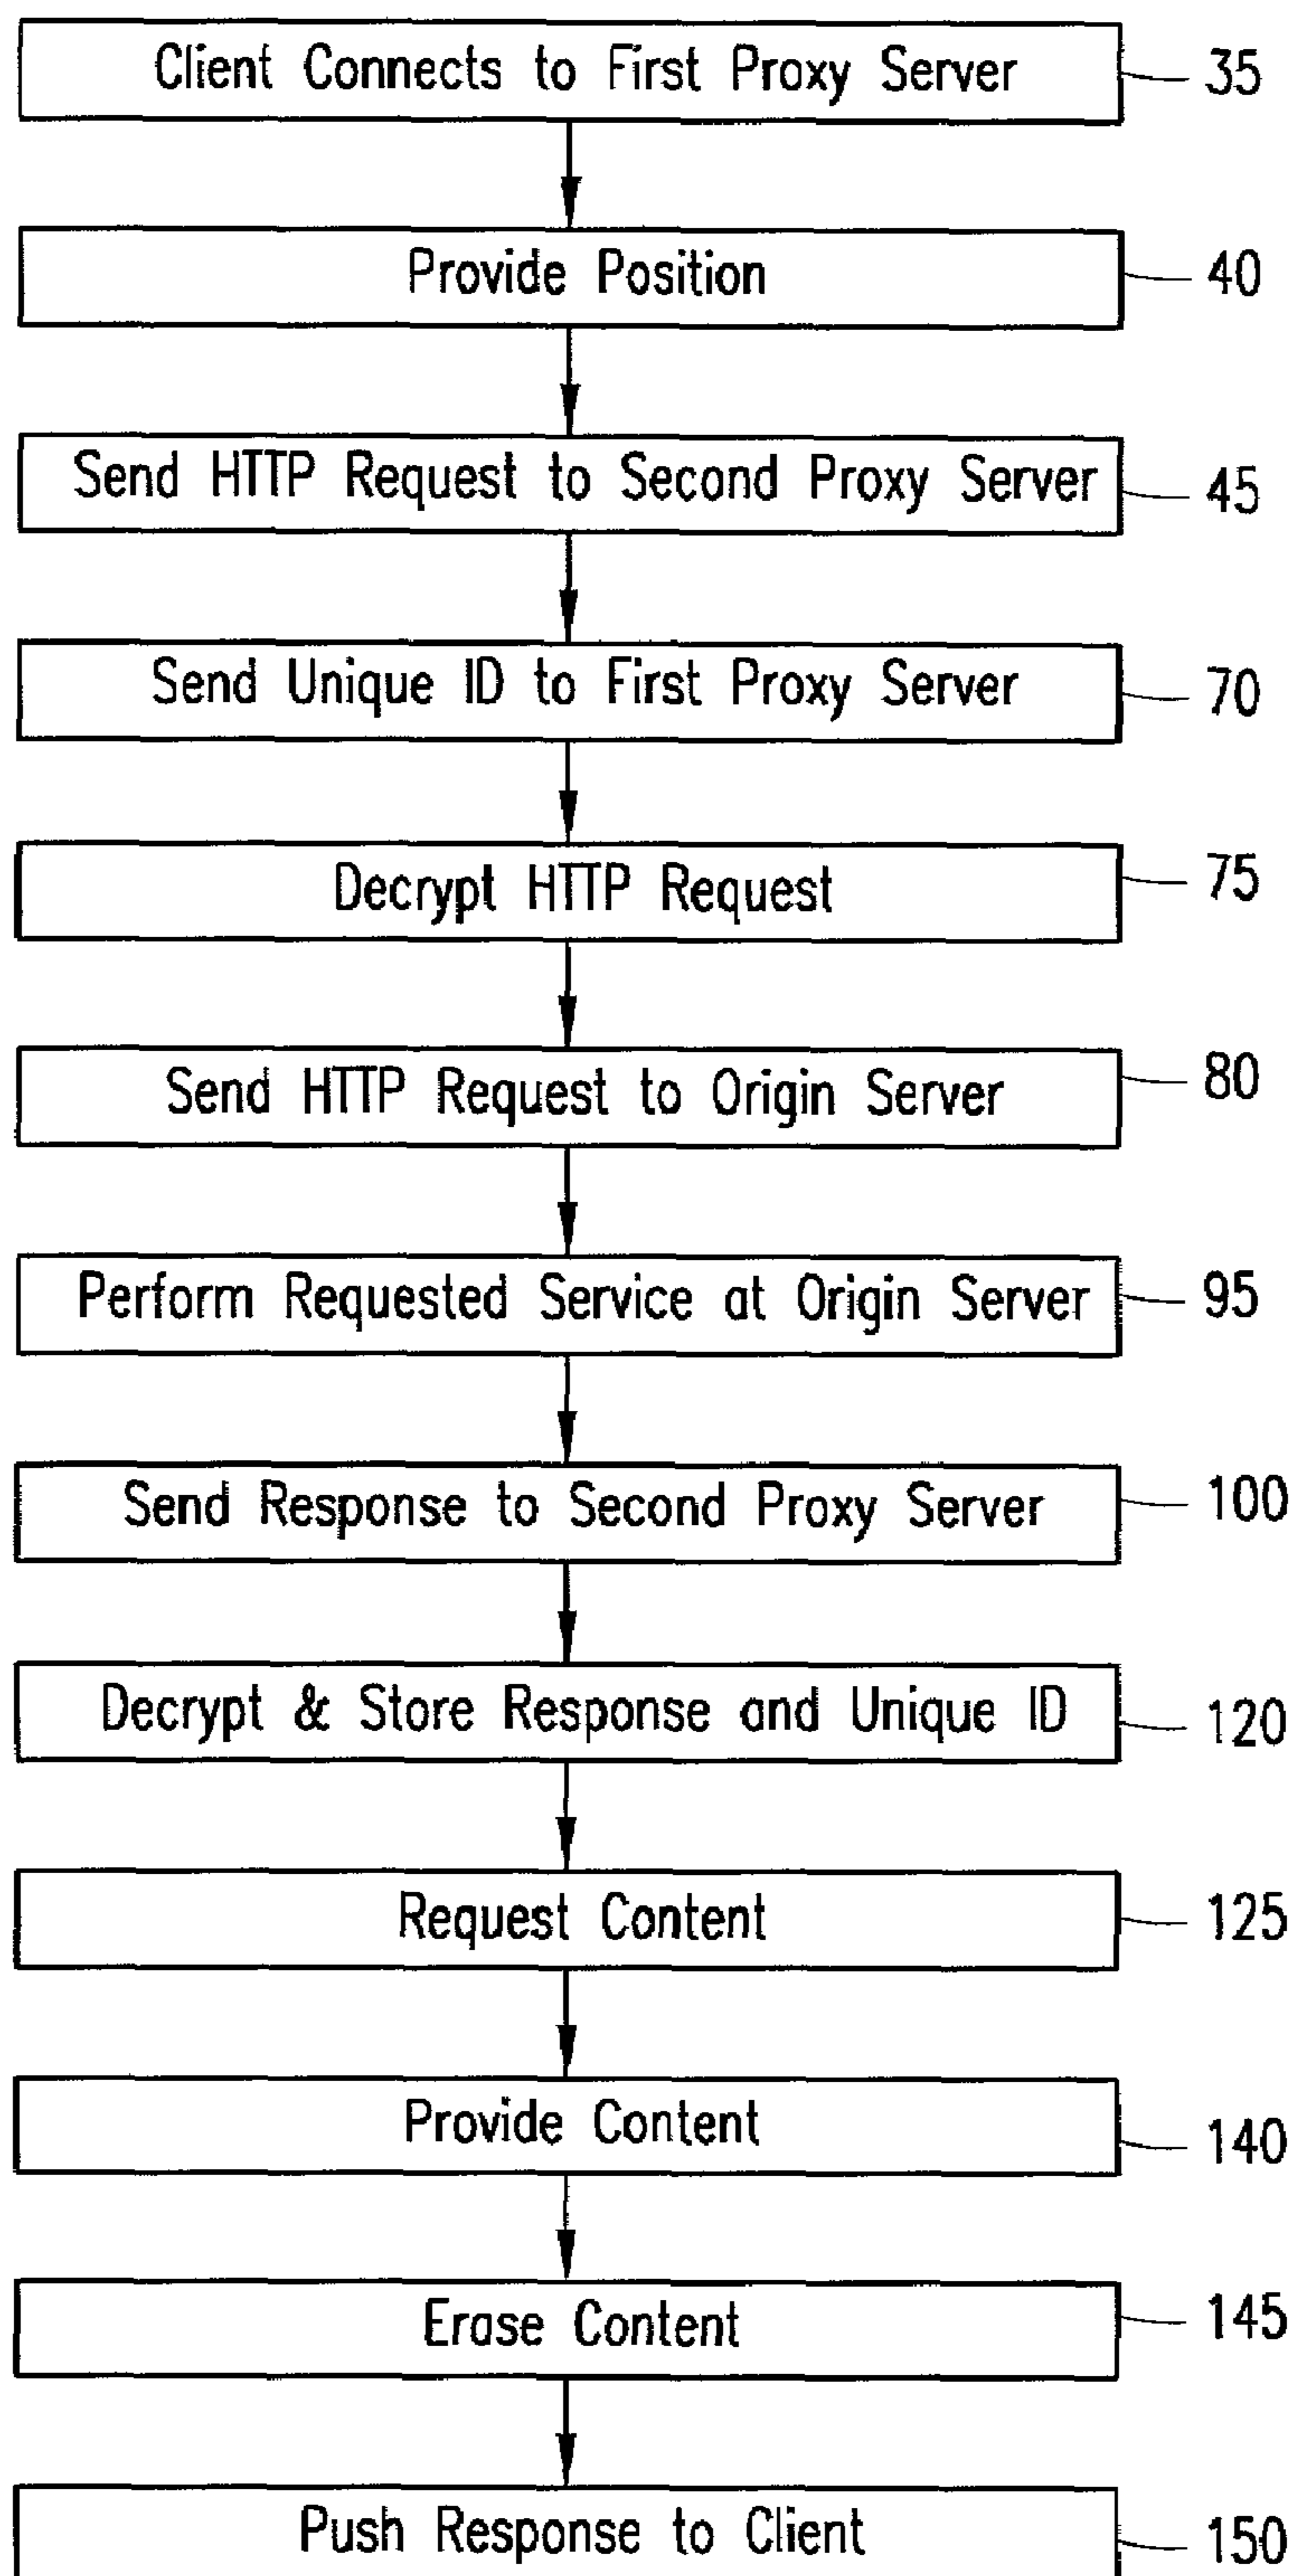 Client Connects to First Proxy Server 35
Provide Position 40
Send HTTP Request to Second Proxy Server 45
Send Unique ID to First Proxy Server 70
Decrypt HTTP Request 75
Send HTTP Request to Origin Server 80
Perform Requested Service at Origin Server 95
Send Response to Second Proxy Server 100
Decrypt & Store Response and Unique ID 120
Request Content 125
Provide Content 140
Erase Content 145
Push Response to Client 150